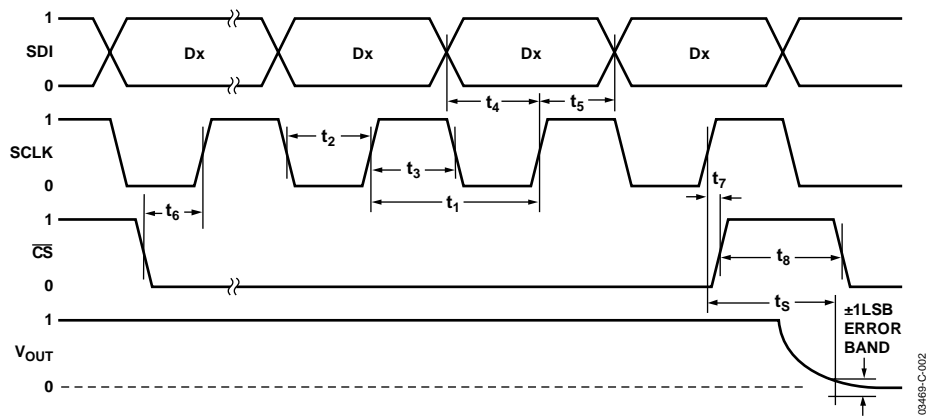 1
SDI
0
Dx
Dx
Dx
Dx
t4
t5
1
SCLK
0
t2
t3
t1
t6
t7
1
CS
0
t8
tS
±1LSB
ERROR
BAND
1
VOUT
0
03469-C-002